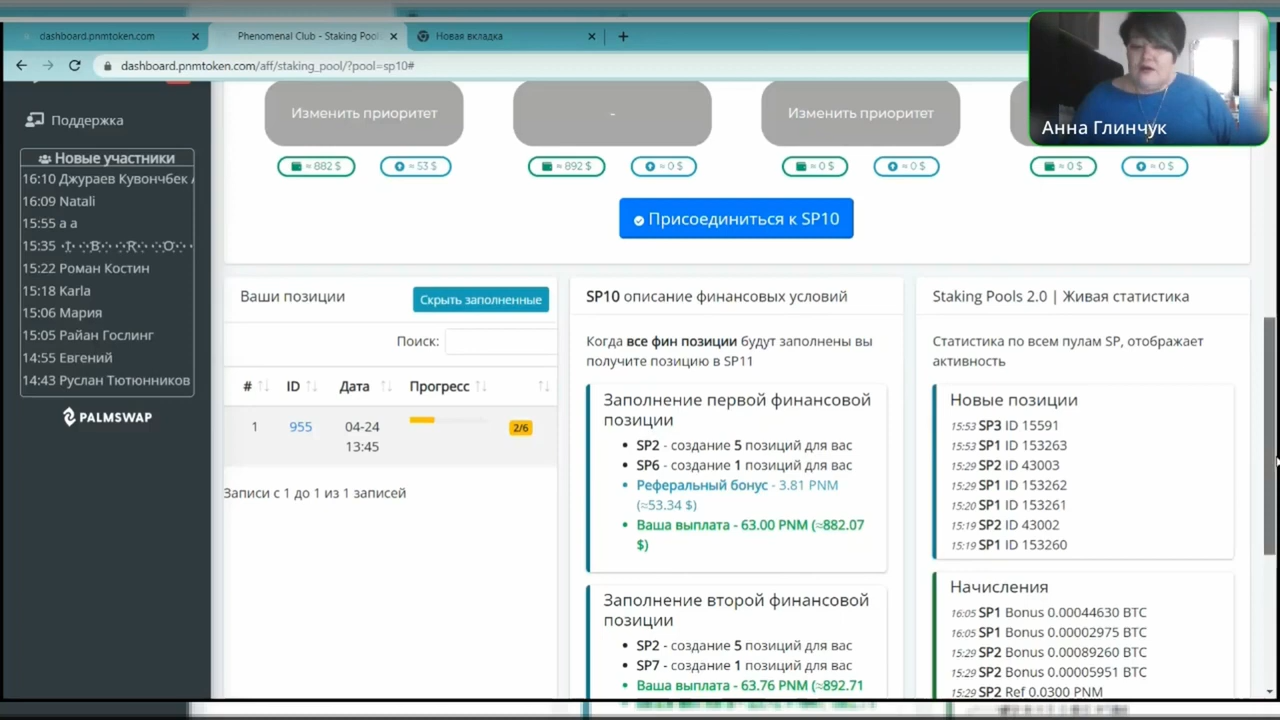 dashboard.pnmtoken.com
Phenomenal Club - Staking Pool
Новая вкладка
dashboard.pnmtoken.com/aff/staking_pool/?pool=sp10#
Анна Глинчук
Поддержка
Новые участники
16:10 Джураев Кувончбек
16:09 Natali
15:55 a a
15:35
15:22 Роман Костин
15:18 Karla
15:06 Мария
15:05 Райан Гослинг
14:55 Евгений
14:43 Руслан Тютюнников
PALMSWAP
Изменить приоритет
-
Изменить приоритет
≈ 882 $
≈ 53 $
≈ 892 $
≈ 0 $
≈ 0 $
≈ 0 $
≈ 0 $
≈ 0 $
Присоединиться к SP10
Ваши позиции
Скрыть заполненные
Поиск:
# ID Дата Прогресс
1 955 04-24 2/6
13:45
Записи с 1 до 1 из 1 записей
SP10 описание финансовых условий
Когда все фин позиции будут заполнены вы
получите позицию в SP11
Заполнение первой финансовой
позиции
• SP2 - создание 5 позиций для вас
• SP6 - создание 1 позиций для вас
• Реферальный бонус - 3.81 PNM
(≈53.34 $)
• Ваша выплата - 63.00 PNM (≈882.07
$)
Заполнение второй финансовой
позиции
• SP2 - создание 5 позиций для вас
• SP7 - создание 1 позиций для вас
• Ваша выплата - 63.76 PNM (≈892.71
Staking Pools 2.0 | Живая статистика
Статистика по всем пулам SP, отображает
активность
Новые позиции
15:53 SP3 ID 15591
15:53 SP1 ID 153263
15:29 SP2 ID 43003
15:29 SP1 ID 153262
15:20 SP1 ID 153261
15:19 SP2 ID 43002
15:19 SP1 ID 153260
Начисления
16:05 SP1 Bonus 0.00044630 BTC
16:05 SP1 Bonus 0.00002975 BTC
15:29 SP2 Bonus 0.00089260 BTC
15:29 SP2 Bonus 0.00005951 BTC
15:29 SP2 Ref 0.0300 PNM